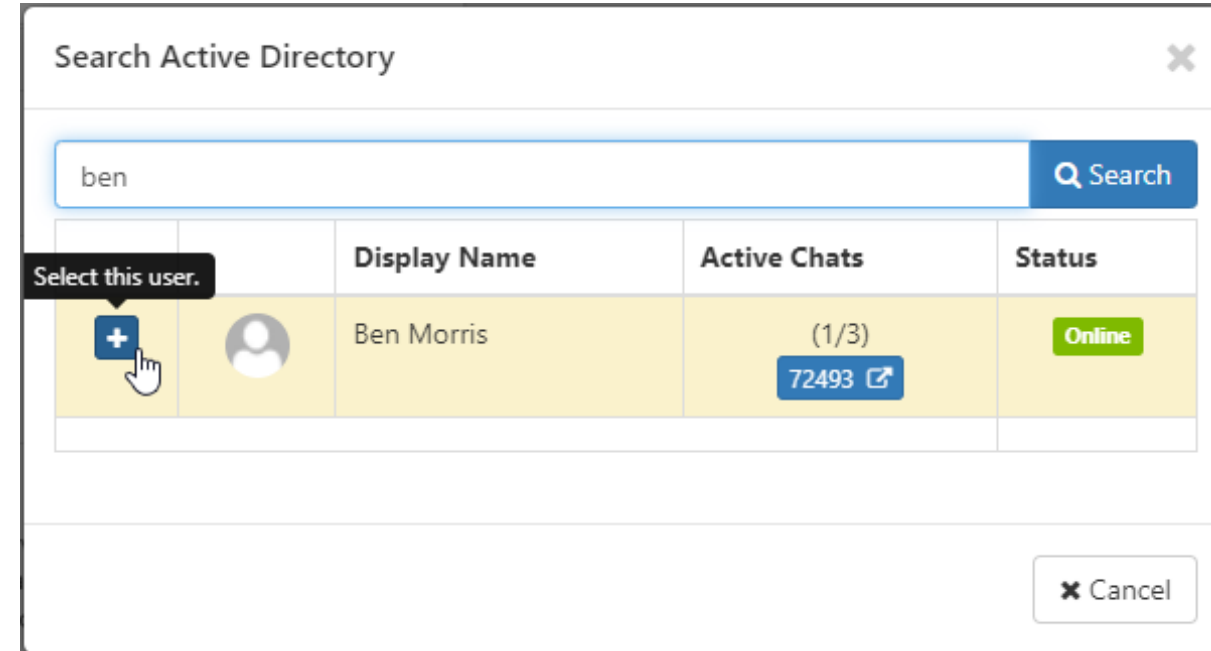 Search Active Directory
ben
Search
Display Name
Active Chats
Status
Select this user.
Ben Morris
(1/3)
Online
72493
Cancel